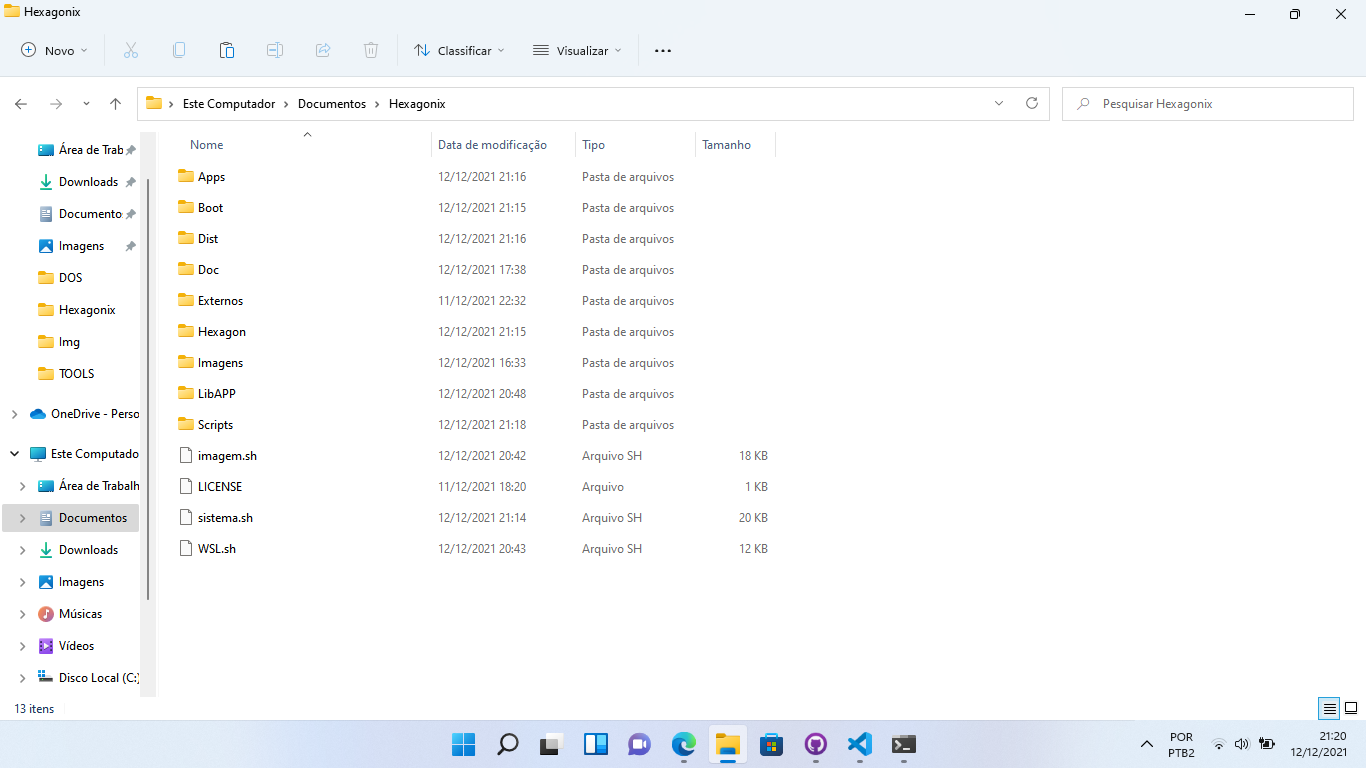 Hexagonix
Novo
Classificar
Visualizar
Este Computador
Documentos
Hexagonix
Pesquisar Hexagonix
Área de Trab
Downloads
Documento
Imagens
DOS
Hexagonix
Img
TOOLS
OneDrive - Perso
Este Computado
Área de Trabalh
Documentos
Downloads
Imagens
Músicas
Vídeos
Disco Local (C:)
Nome Data de modificação Tipo Tamanho
Apps 12/12/2021 21:16 Pasta de arquivos
Boot 12/12/2021 21:15 Pasta de arquivos
Dist 12/12/2021 21:16 Pasta de arquivos
Doc 12/12/2021 17:38 Pasta de arquivos
Externos 11/12/2021 22:32 Pasta de arquivos
Hexagon 12/12/2021 21:15 Pasta de arquivos
Imagens 12/12/2021 16:33 Pasta de arquivos
LibAPP 12/12/2021 20:48 Pasta de arquivos
Scripts 12/12/2021 21:18 Pasta de arquivos
imagem.sh 12/12/2021 20:42 Arquivo SH 18 KB
LICENSE 11/12/2021 18:20 Arquivo 1 KB
sistema.sh 12/12/2021 21:14 Arquivo SH 20 KB
WSL.sh 12/12/2021 20:43 Arquivo SH 12 KB
13 itens
POR
PTB2
21:20
12/12/2021